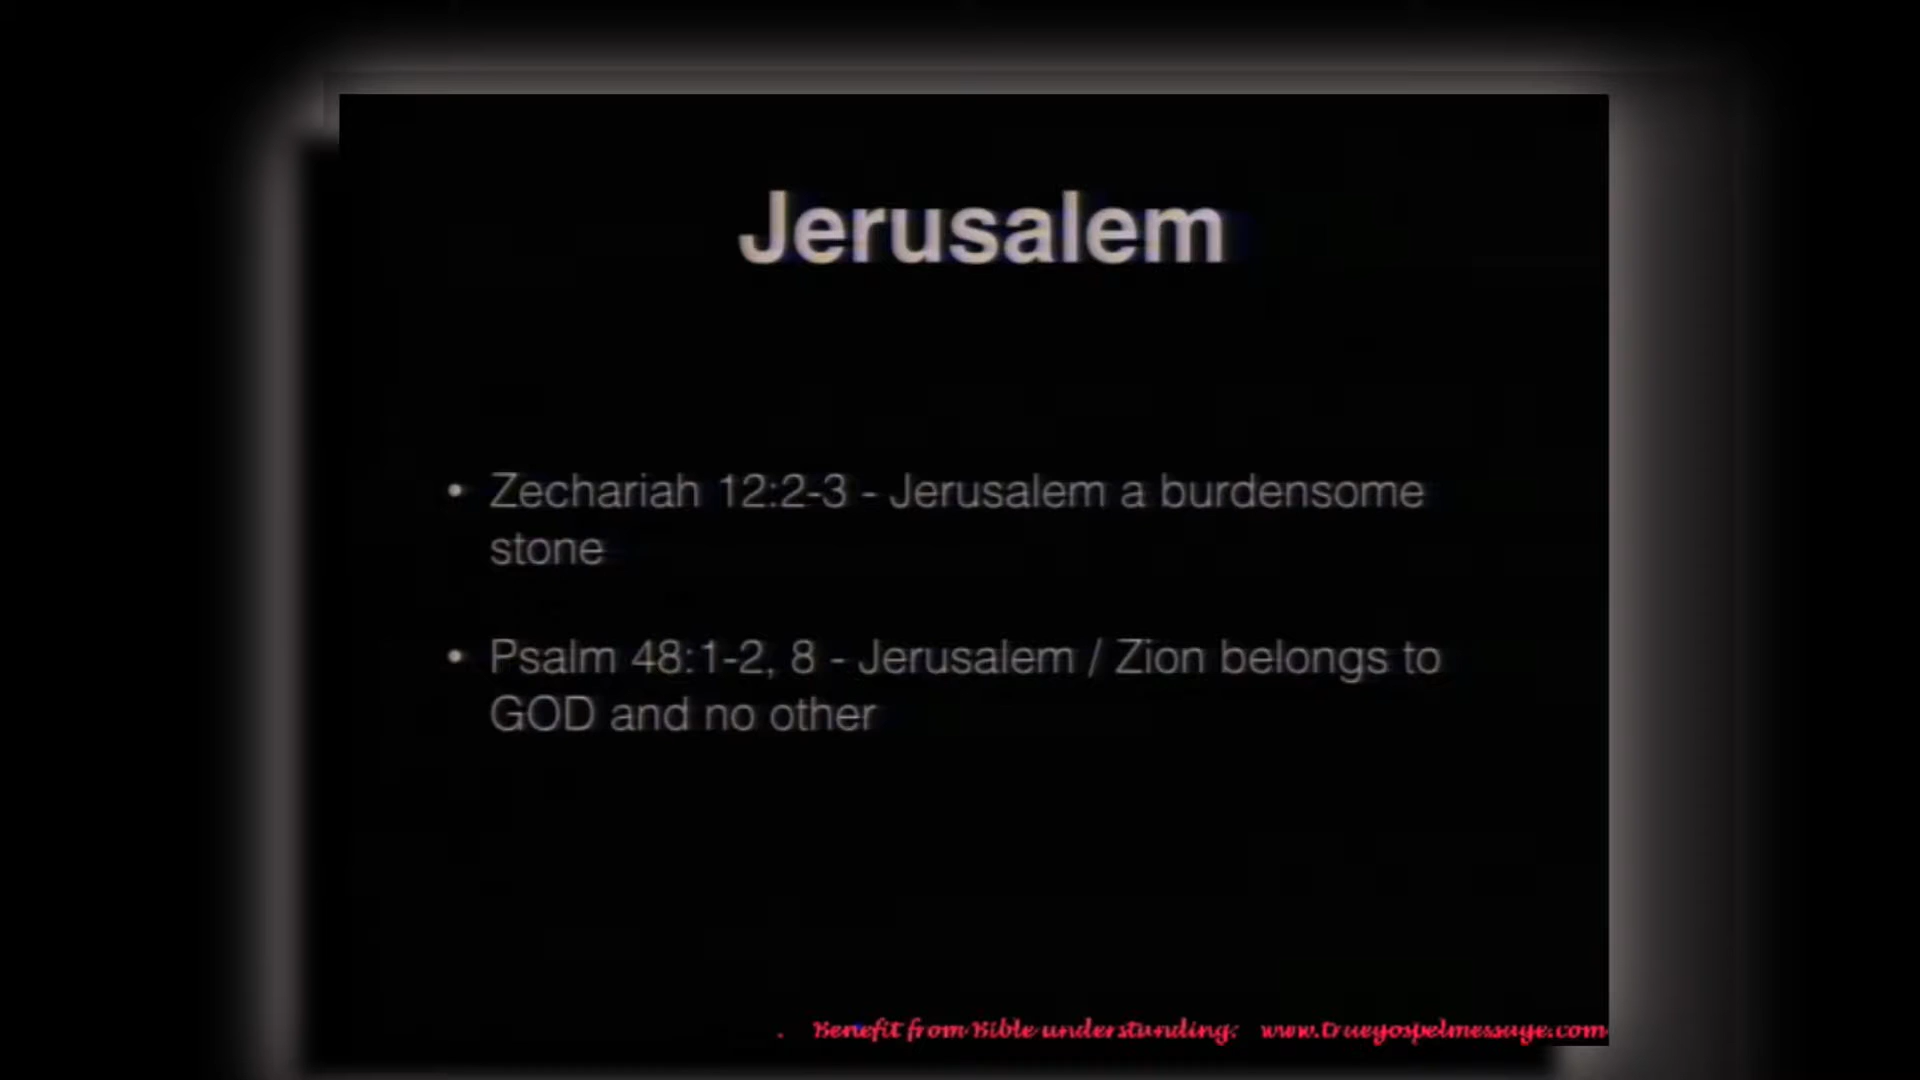 Jerusalem
• Zechariah 12:2-3 - Jerusalem a burdensome
stone
• Psalm 48:1-2, 8 - Jerusalem / Zion belongs to
GOD and no other
. Benefit from Bible understanding: www.truegospelmessage.com